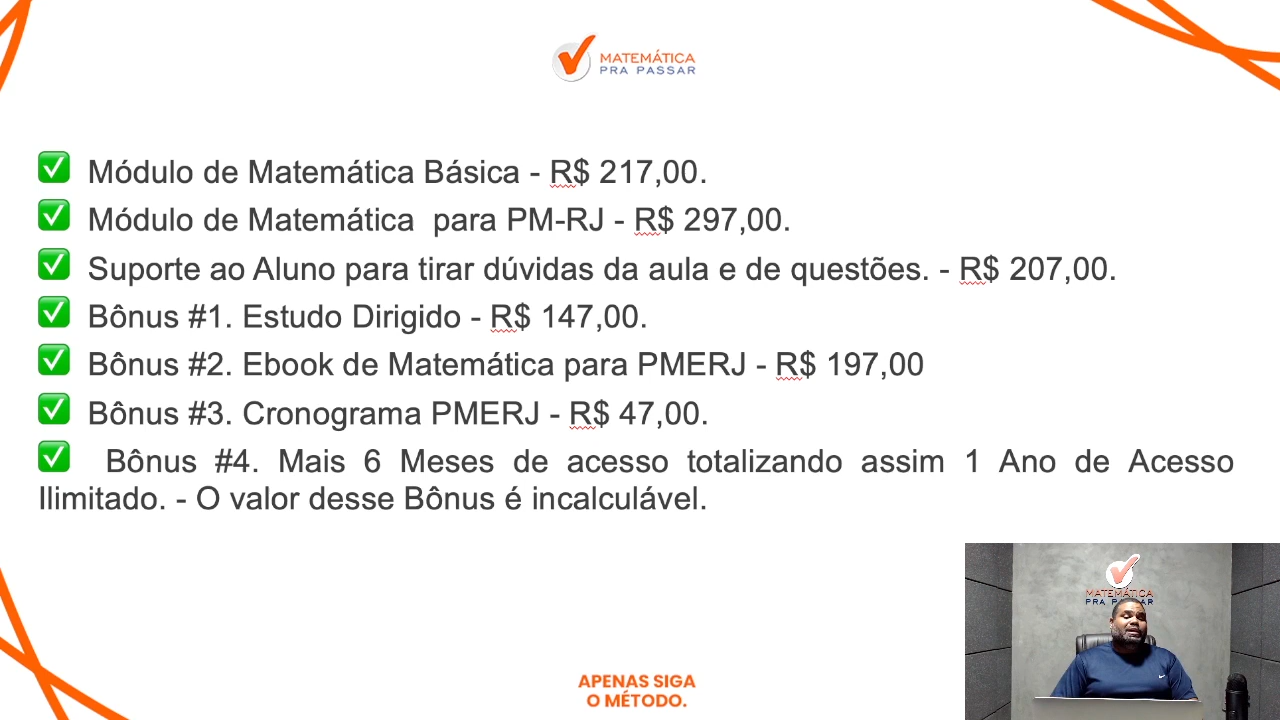 MATEMÁTICA
PRA PASSAR
✅ Módulo de Matemática Básica - R$ 217,00.
✅ Módulo de Matemática para PM-RJ - R$ 297,00.
✅ Suporte ao Aluno para tirar dúvidas da aula e de questões. - R$ 207,00.
✅ Bônus #1. Estudo Dirigido - R$ 147,00.
✅ Bônus #2. Ebook de Matemática para PMERJ - R$ 197,00
✅ Bônus #3. Cronograma PMERJ - R$ 47,00.
✅ Bônus #4. Mais 6 Meses de acesso totalizando assim 1 Ano de Acesso
Ilimitado. - O valor desse Bônus é incalculável.
MATEMÁTICA
PRA PASSAR
APENAS SIGA
O MÉTODO.